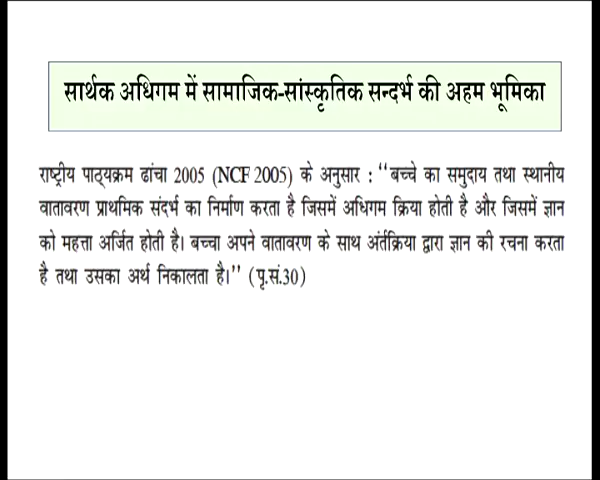 सार्थक अधिगम में सामाजिक-सांस्कृतिक सन्दर्भ की अहम भूमिका
राष्ट्रीय पाठ्यक्रम ढांचा 2005 (NCF 2005) के अनुसार : ‘‘बच्चे का समुदाय तथा स्थानीय
वातावरण प्राथमिक संदर्भ का निर्माण करता है जिसमें अधिगम क्रिया होती है और जिसमें ज्ञान
को महत्ता अर्जित होती है। बच्चा अपने वातावरण के साथ अंर्तक्रिया द्वारा ज्ञान की रचना करता
है तथा उसका अर्थ निकालता है।’’ (पृ.सं.30)